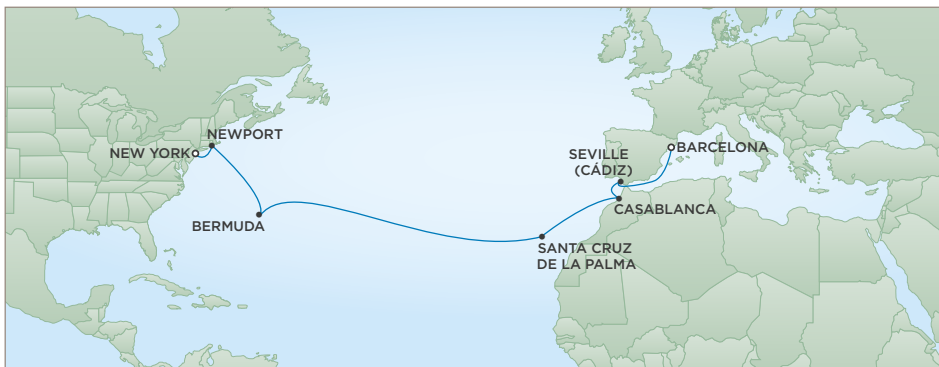 NEWPORT
NEW YORK
BERMUDA
SEVILLE
(CÁDIZ)
BARCELONA
CASABLANCA
SANTA CRUZ
DE LA PALMA